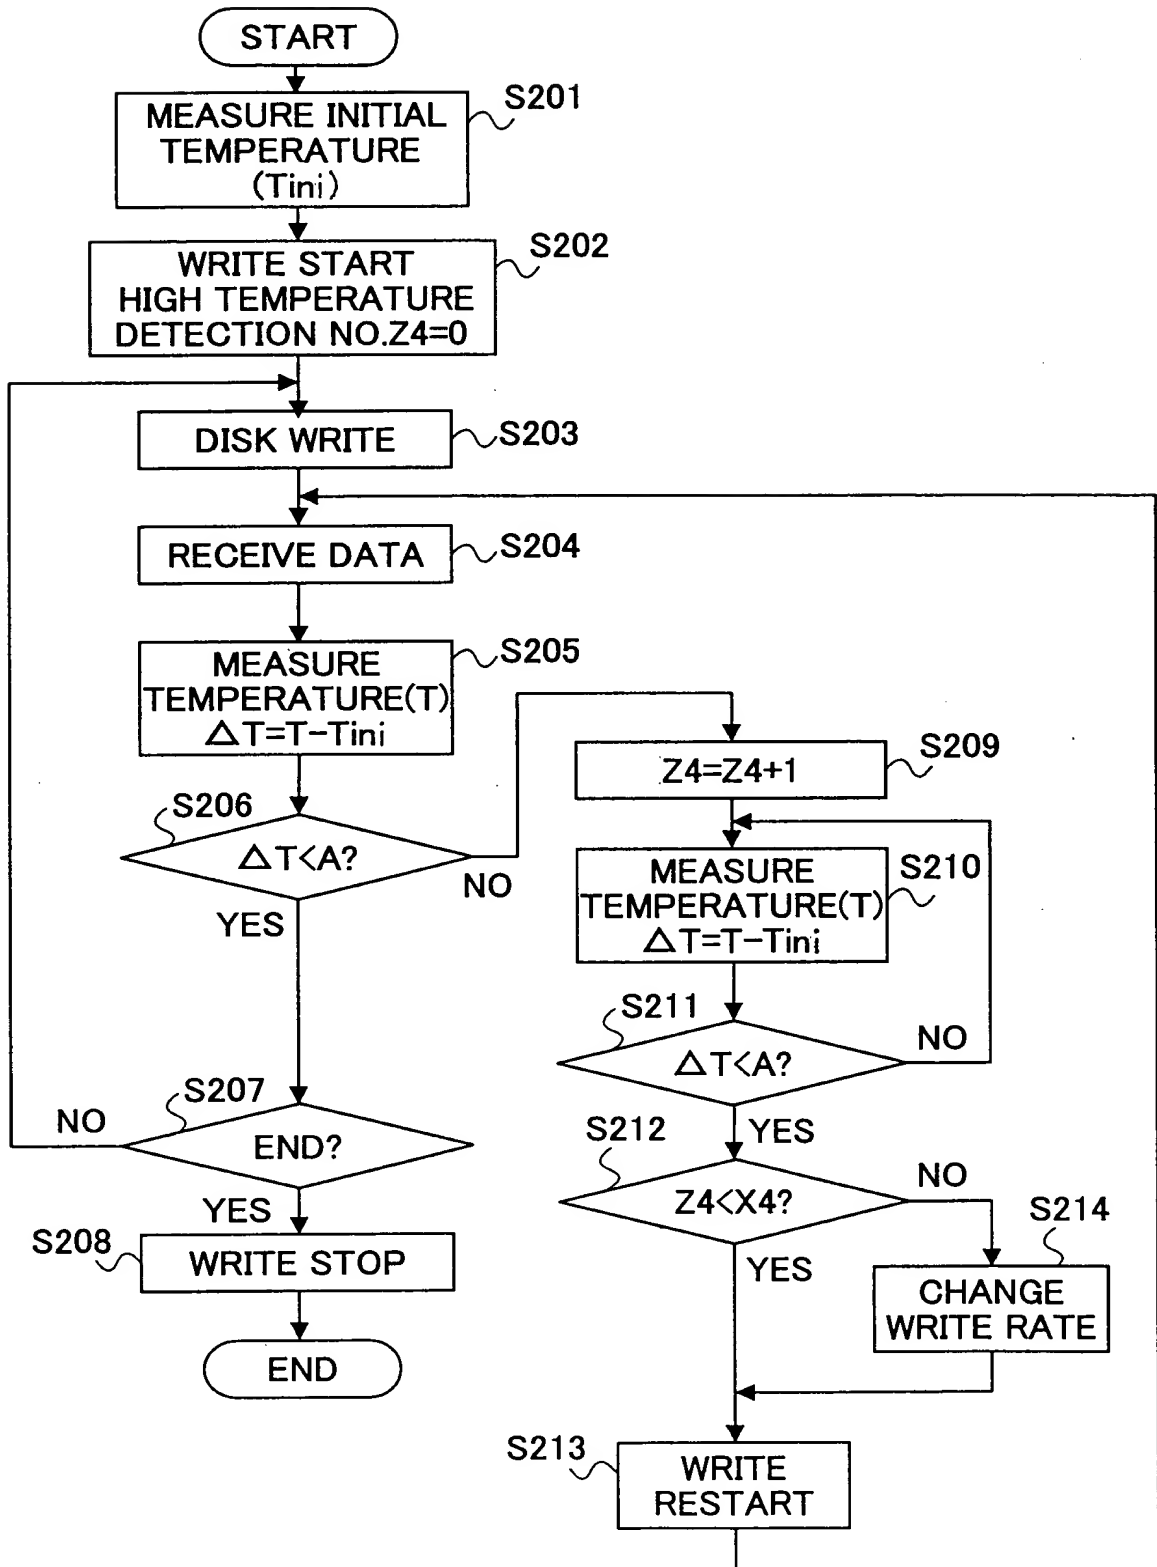 START
S201
MEASURE INITIAL
TEMPERATURE
(Tini)
S202
WRITE START
HIGH TEMPERATURE
DETECTION NO.Z4=0
DISK WRITE
S203
RECEIVE DATA
S204
S205
MEASURE
TEMPERATURE(T)
△T=T-Tini
S206
△T<A?
NO
YES
S207
NO
END?
YES
S208
WRITE STOP
END
S209
Z4=Z4+1
S210
MEASURE
TEMPERATURE(T)
△T=T-Tini
S211
△T<A?
NO
YES
S212
Z4<X4?
NO
YES
S214
CHANGE
WRITE RATE
S213
WRITE
RESTART